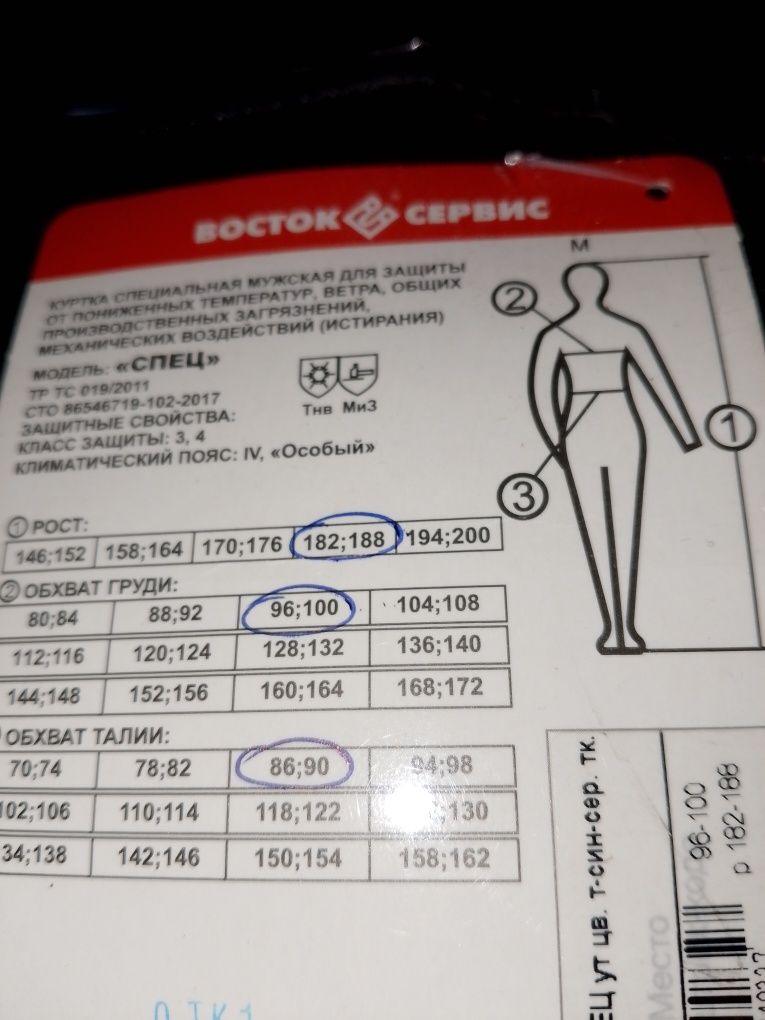 ВОСТОК СЕРВИС
КУРТКА СПЕЦИАЛЬНАЯ МУЖСКАЯ ДЛЯ ЗАЩИТЫ
ОТ ПОНИЖЕННЫХ ТЕМПЕРАТУР, ВЕТРА, ОБЩИХ
ПРОИЗВОДСТВЕННЫХ ЗАГРЯЗНЕНИЙ,
МЕХАНИЧЕСКИХ ВОЗДЕЙСТВИЙ (ИСТИРАНИЯ)
МОДЕЛЬ: «СПЕЦ»
ТР ТС 019/2011
СТО 86546719-102-2017
ЗАЩИТНЫЕ СВОЙСТВА:
КЛАСС ЗАЩИТЫ: 3, 4
КЛИМАТИЧЕСКИЙ ПОЯС: IV, «Особый»
Тнв МиЗ
М
2
1
3
1 РОСТ:
146;152 158;164 170;176 182;188 194;200
2 ОБХВАТ ГРУДИ:
80;84 88;92 96;100 104;108
112;116 120;124 128;132 136;140
144;148 152;156 160;164 168;172
ОБХВАТ ТАЛИИ:
70;74 78;82 86;90 94;98
102;106 110;114 118;122 130
34;138 142;146 150;154 158;162
ЕЦ ут цв. т-син-сер. тк.
Место
96-100
р 182-188